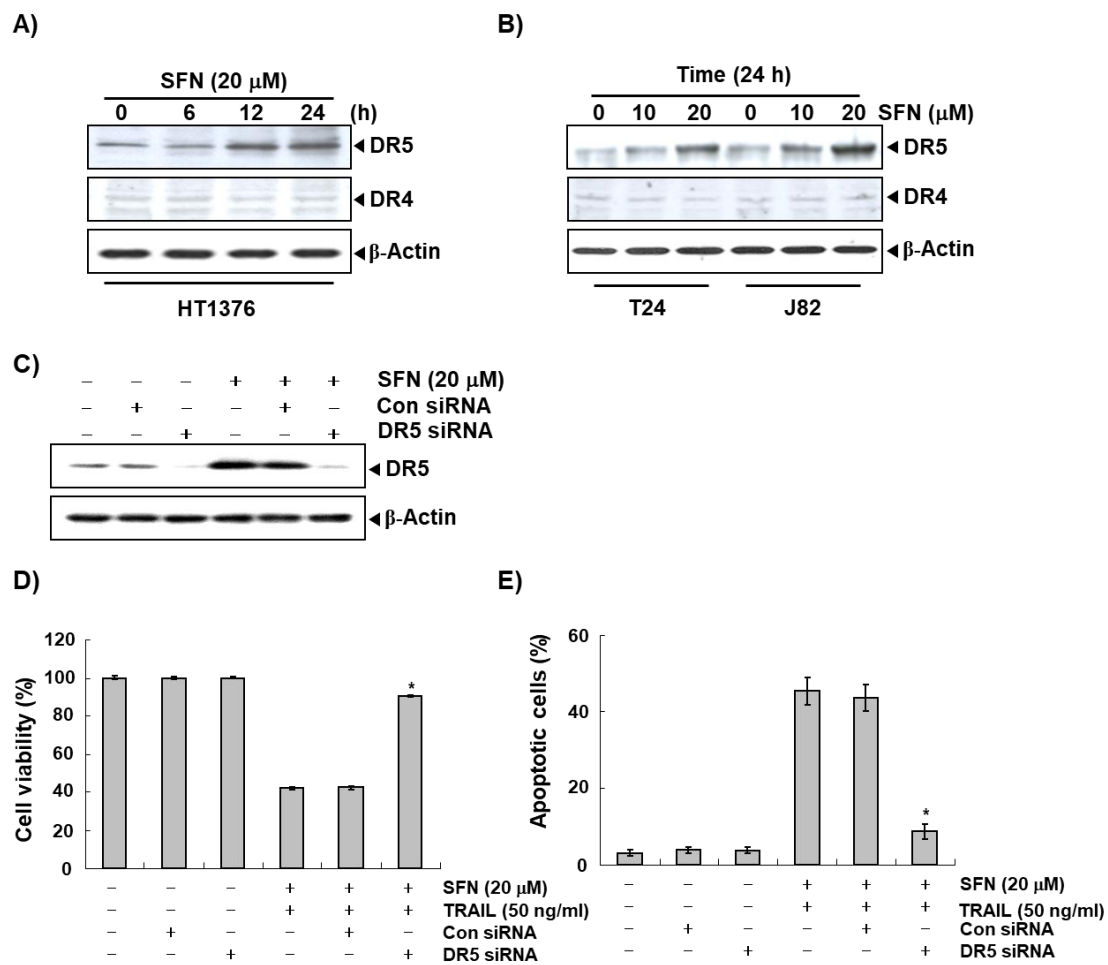 A)
SFN (20 μM)
0 6 12 24 (h)
DR5
DR4
β-Actin
HT1376
B)
Time (24 h)
0 10 20 0 10 20 SFN (μM)
DR5
DR4
β-Actin
T24 J82
C)
– – – + + + SFN (20 μM)
– + – – + – Con siRNA
– – + – – + DR5 siRNA
DR5
β-Actin
D)
Cell viability (%)
120
100
80
60
40
20
0
*
– – – + + + SFN (20 μM)
– – – + + + TRAIL (50 ng/ml)
– + – – + – Con siRNA
– – + – – + DR5 siRNA
E)
Apoptotic cells (%)
60
40
20
0
*
– – – + + + SFN (20 μM)
– – – + + + TRAIL (50 ng/ml)
– + – – + – Con siRNA
– – + – – + DR5 siRNA